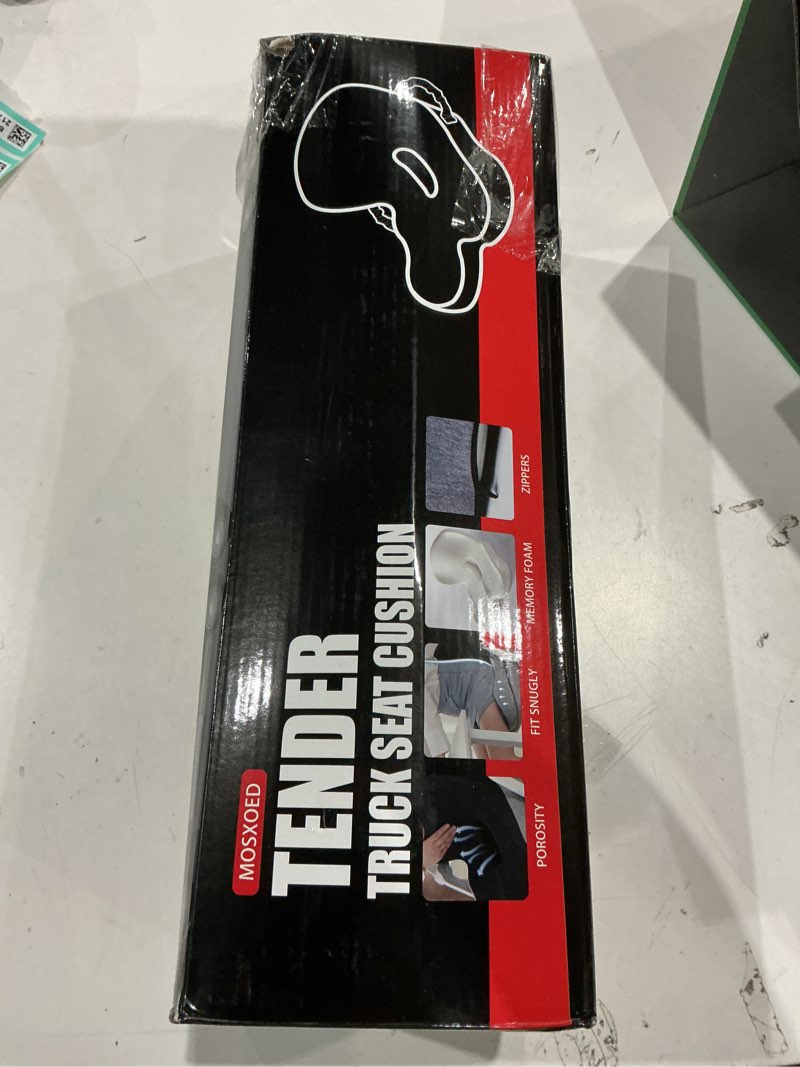 MOSXOED
TENDER
TRUCK SEAT CUSHION
POROSITY
FIT SNUGLY
MEMORY FOAM
ZIPPERS